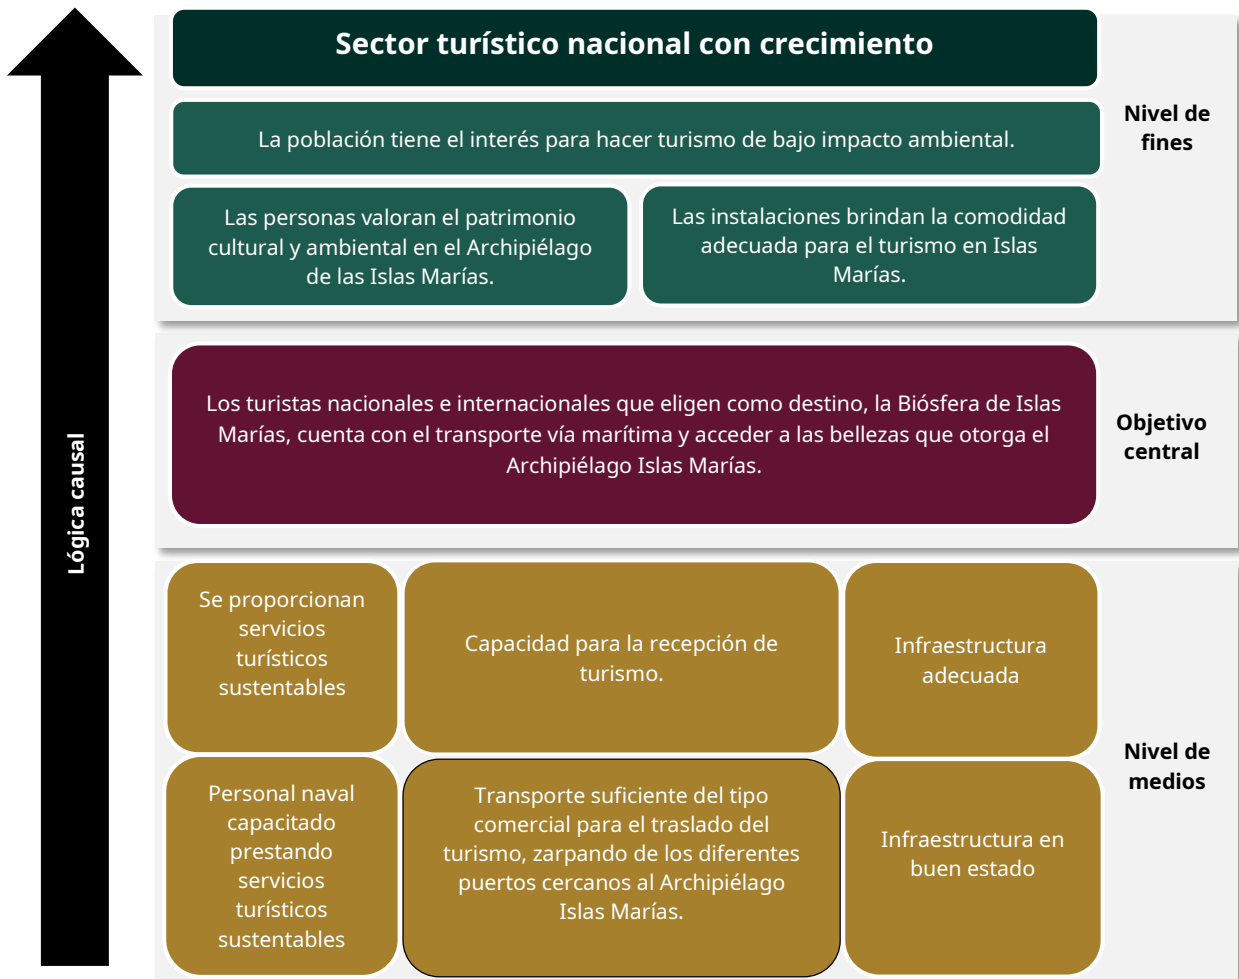 Sector turístico nacional con crecimiento
La población tiene el interés para hacer turismo de bajo impacto ambiental.
Nivel de
fines
Las personas valoran el patrimonio
cultural y ambiental en el Archipiélago
de las Islas Marías.
Las instalaciones brindan la comodidad
adecuada para el turismo en Islas
Marías.
Los turistas nacionales e internacionales que eligen como destino, la Biósfera de Islas
Marías, cuenta con el transporte vía marítima y acceder a las bellezas que otorga el
Archipiélago Islas Marías.
Objetivo
central
Lógica causal
Se proporcionan
servicios
turísticos
sustentables
Capacidad para la recepción de
turismo.
Infraestructura
adecuada
Nivel de
medios
Personal naval
capacitado
prestando
servicios
turísticos
sustentables
Transporte suficiente del tipo
comercial para el traslado del
turismo, zarpando de los diferentes
puertos cercanos al Archipiélago
Islas Marías.
Infraestructura en
buen estado